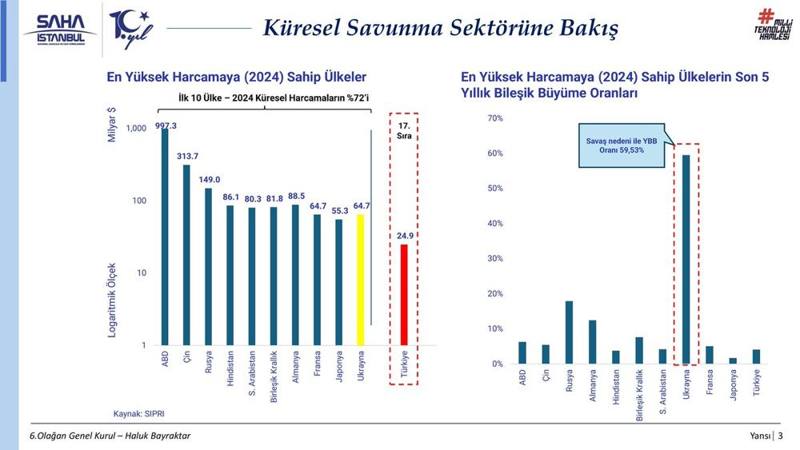 SAHA
İSTANBUL
10.yıl
Küresel Savunma Sektörüne Bakış
#MİLLİ
TEKNOLOJİ
HAMLESİ
En Yüksek Harcamaya (2024) Sahip Ülkeler
İlk 10 Ülke – 2024 Küresel Harcamaların %72'i
Milyar $
Logaritmik Ölçek
1,000
100
10
1
997.3
313.7
149.0
86.1
80.3
81.8
88.5
64.7
55.3
64.7
17.
Sıra
24.9
ABD
Çin
Rusya
Hindistan
S. Arabistan
Birleşik Krallık
Almanya
Fransa
Japonya
Ukrayna
Türkiye
Kaynak: SIPRI
En Yüksek Harcamaya (2024) Sahip Ülkelerin Son 5
Yıllık Bileşik Büyüme Oranları
70%
60%
50%
40%
30%
20%
10%
0%
Savaş nedeni ile YBB
Oranı 59,53%
ABD
Çin
Rusya
Almanya
Hindistan
Birleşik Krallık
S. Arabistan
Ukrayna
Fransa
Japonya
Türkiye
6.Olağan Genel Kurul – Haluk Bayraktar
Yansı| 3